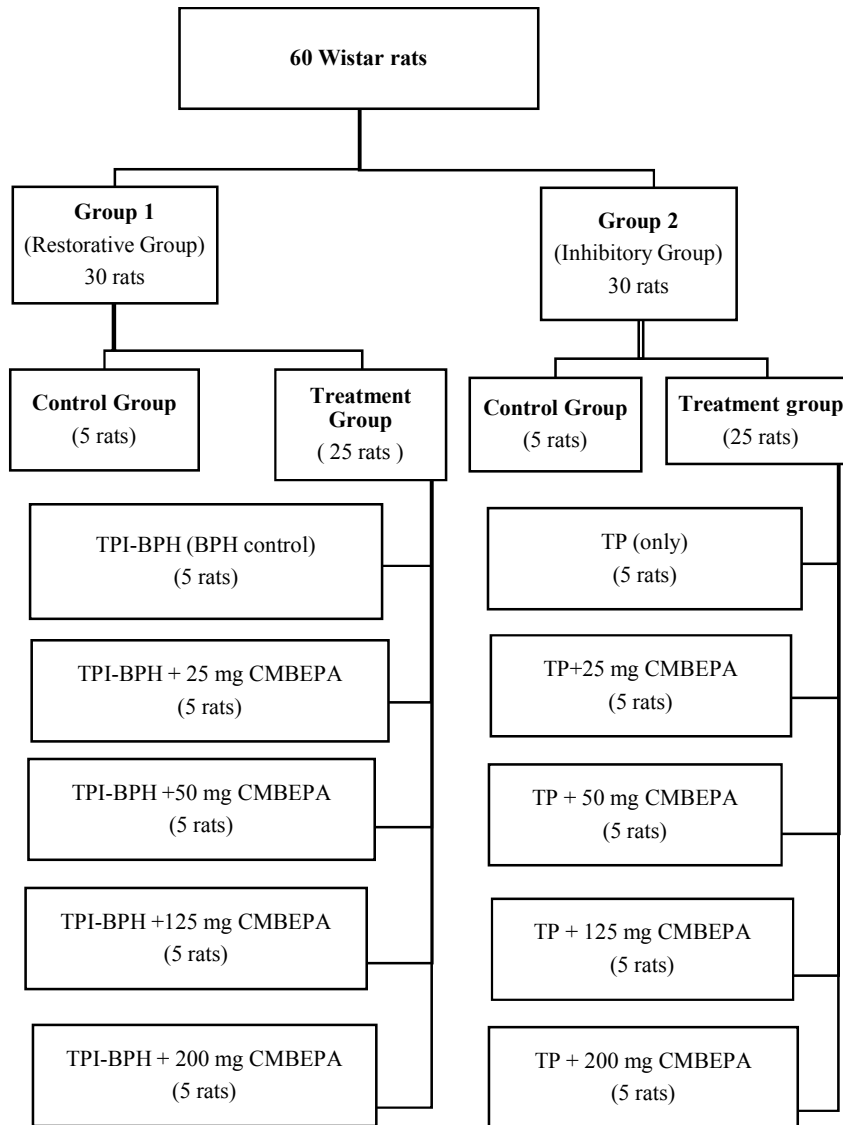 60 Wistar rats
Group 1
(Restorative Group)
30 rats
Group 2
(Inhibitory Group)
30 rats
Control Group
(5 rats)
Treatment
Group
( 25 rats )
Control Group
(5 rats)
Treatment group
(25 rats)
TPI-BPH (BPH control)
(5 rats)
TPI-BPH + 25 mg CMBEPA
(5 rats)
TPI-BPH +50 mg CMBEPA
(5 rats)
TPI-BPH +125 mg CMBEPA
(5 rats)
TPI-BPH + 200 mg CMBEPA
(5 rats)
TP (only)
(5 rats)
TP+25 mg CMBEPA
(5 rats)
TP + 50 mg CMBEPA
(5 rats)
TP + 125 mg CMBEPA
(5 rats)
TP + 200 mg CMBEPA
(5 rats)